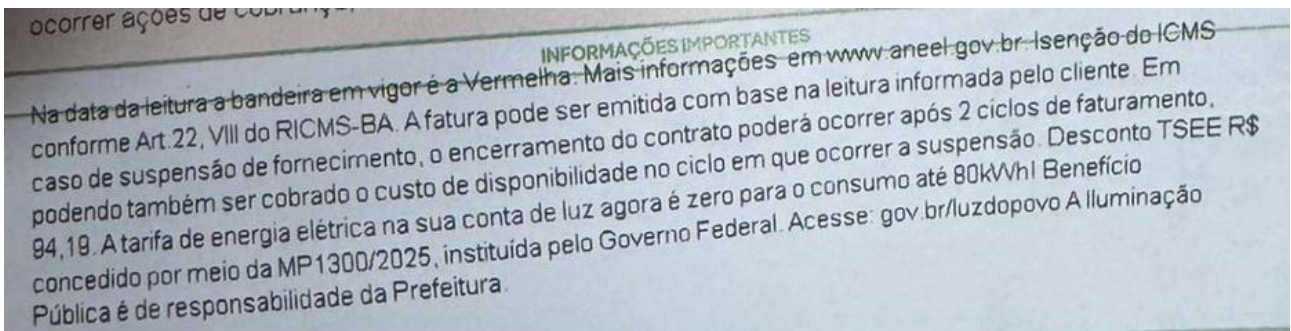 ocorrer ações de cobrança.
INFORMAÇÕES IMPORTANTES
Na data da leitura a bandeira em vigor é a Vermelha. Mais informações em www.aneel.gov.br. Isenção do ICMS
conforme Art.22, VIII do RICMS-BA. A fatura pode ser emitida com base na leitura informada pelo cliente. Em
caso de suspensão de fornecimento, o encerramento do contrato poderá ocorrer após 2 ciclos de faturamento,
podendo também ser cobrado o custo de disponibilidade no ciclo em que ocorrer a suspensão. Desconto TSEE R$
94,19. A tarifa de energia elétrica na sua conta de luz agora é zero para o consumo até 80kWh! Benefício
concedido por meio da MP1300/2025, instituída pelo Governo Federal. Acesse: gov.br/luzdopovo A Iluminação
Pública é de responsabilidade da Prefeitura.